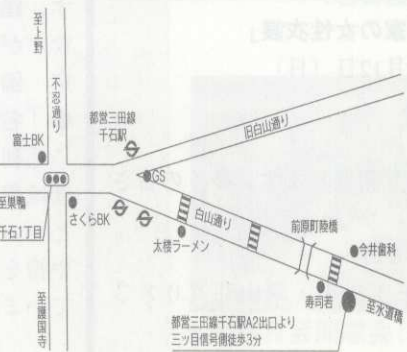 至上野
不忍通り
都営三田線
千石駅
旧白山通り
富士BK
GS
至巣鴨
千石1丁目
さくらBK
白山通り
太楼ラーメン
前原町陸橋
今井歯科
寿司若
至水道橋
至護国寺
都営三田線千石駅A2出口より
三ッ目信号側徒歩3分